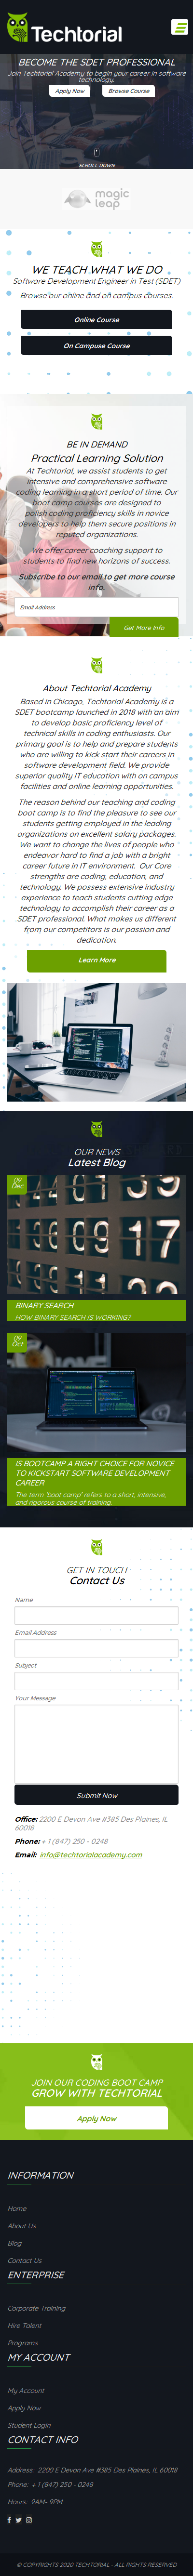 Techtorial
BECOME THE SDET PROFESSIONAL
Join Techtorial Academy to begin your career in software
technology.
Apply Now
Browse Course
SCROLL DOWN
magic
leap
WE TEACH WHAT WE DO
Software Development Engineer in Test (SDET)
Browse our online and on campus courses.
Online Course
On Campuse Course
BE IN DEMAND
Practical Learning Solution
At Techtorial, we assist students to get
intensive and comprehensive software
coding learning in a short period of time. Our
boot camp courses are designed to
polish coding proficiency skills in novice
developers to help them secure positions in
reputed organizations.
We offer career coaching support to
students to find new horizons of success.
Subscribe to our email to get more course
info.
Email Address
Get More Info
About Techtorial Academy
Based in Chicago, Techtorial Academy is a
SDET bootcamp launched in 2018 with an aim
to develop basic proficiency level of
technical skills in coding enthusiasts. Our
primary goal is to help and prepare students
who are willing to kick start their careers in
software development field. We provide
superior quality IT education with on campus
facilities and online learning opportunities.
The reason behind our teaching and coding
boot camp is to find the pleasure to see our
students getting employed in the leading
organizations at excellent salary packages.
We want to change the lives of people who
endeavor hard to find a job with a bright
career future in IT environment. Our Core
strengths are coding, education, and
technology. We possess extensive industry
experience to teach students cutting edge
technology to accomplish their career as a
SDET professional. What makes us different
from our competitors is our passion and
dedication.
Learn More
OUR NEWS
Latest Blog
09
Dec
BINARY SEARCH
HOW BINARY SEARCH IS WORKING?
09
Oct
IS BOOTCAMP A RIGHT CHOICE FOR NOVICE
TO KICKSTART SOFTWARE DEVELOPMENT
CAREER
The term 'boot camp' refers to a short, intensive,
and rigorous course of training.
GET IN TOUCH
Contact Us
Name
Email Address
Subject
Your Message
Submit Now
Office: 2200 E Devon Ave #385 Des Plaines, IL
60018
Phone: + 1 (847) 250 - 0248
Email: info@techtorialacademy.com
JOIN OUR CODING BOOT CAMP
GROW WITH TECHTORIAL
Apply Now
INFORMATION
Home
About Us
Blog
Contact Us
ENTERPRISE
Corporate Training
Hire Talent
Programs
MY ACCOUNT
My Account
Apply Now
Student Login
CONTACT INFO
Address: 2200 E Devon Ave #385 Des Plaines, IL 60018
Phone: + 1 (847) 250 - 0248
Hours: 9AM- 9PM
© COPYRIGHTS 2020 TECHTORIAL - ALL RIGHTS RESERVED